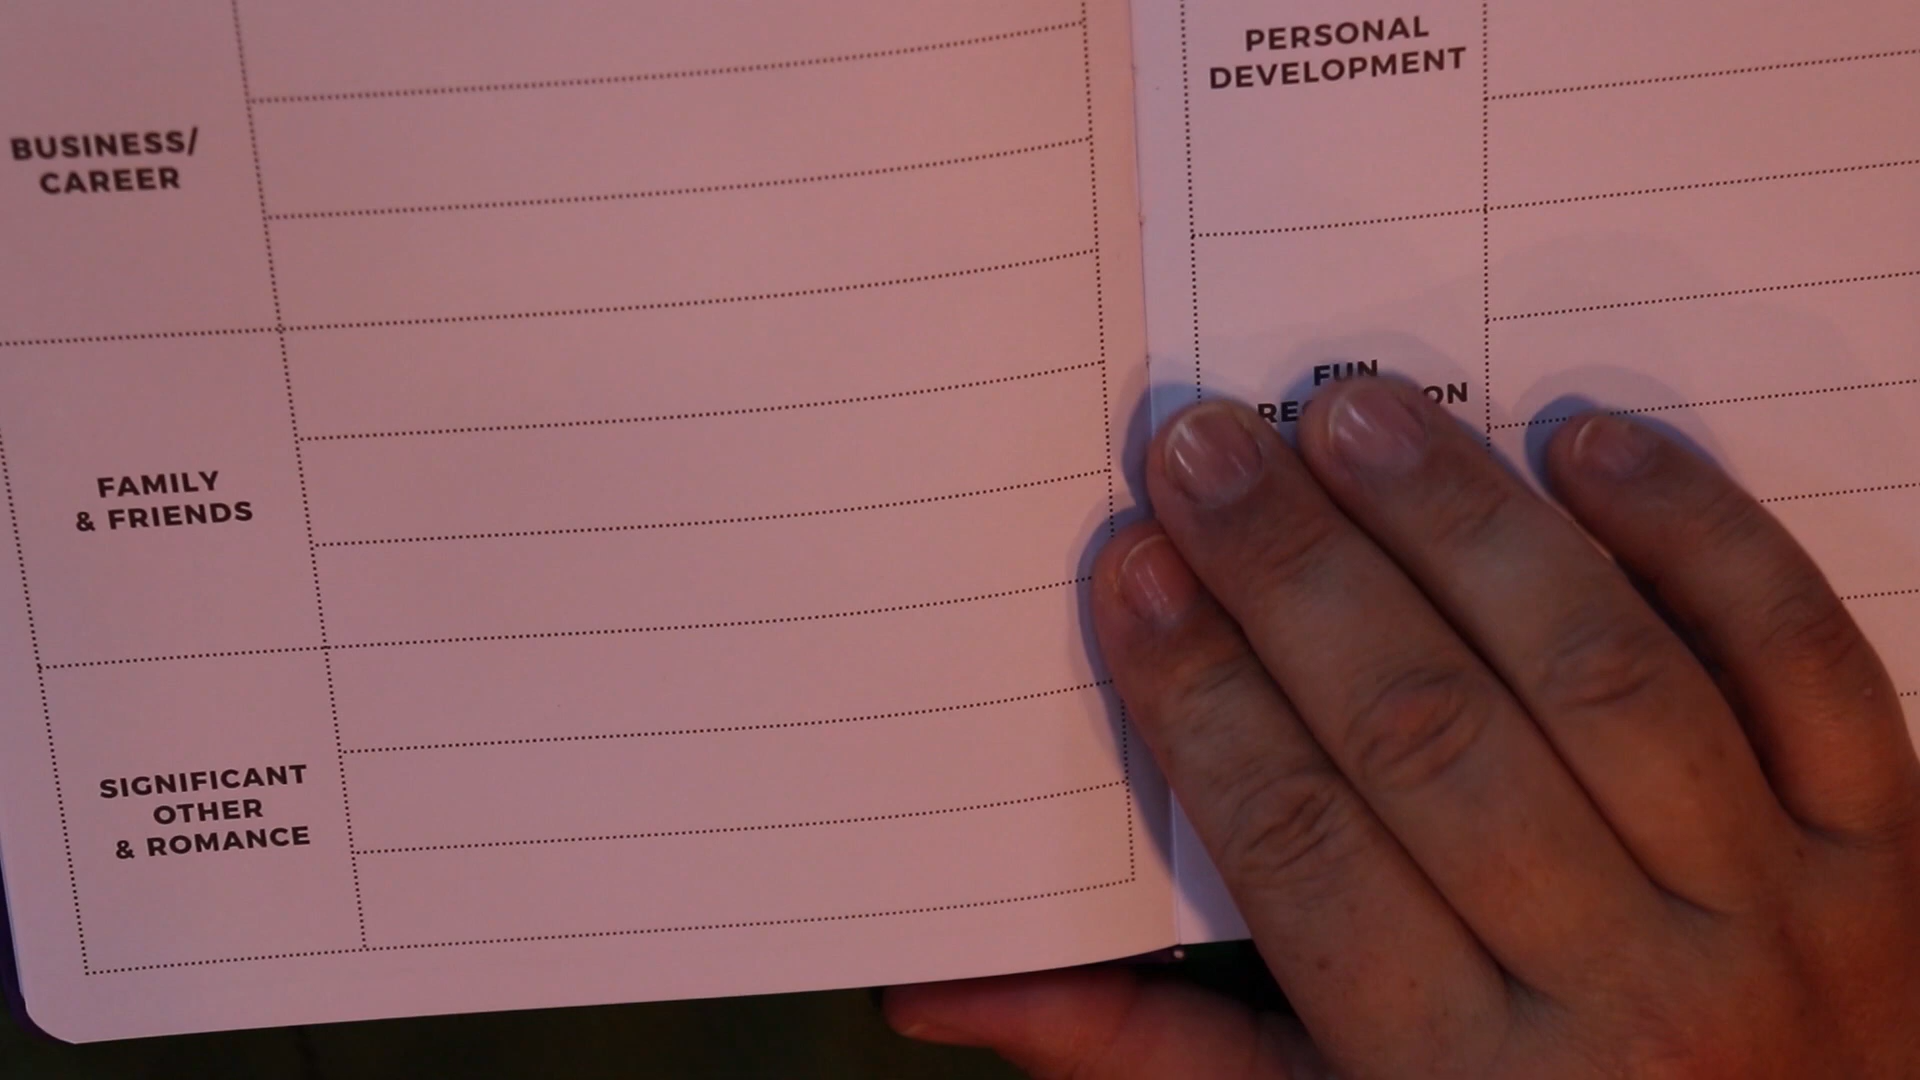 BUSINESS/
CAREER
FAMILY
& FRIENDS
SIGNIFICANT
OTHER
& ROMANCE
PERSONAL
DEVELOPMENT
FUN